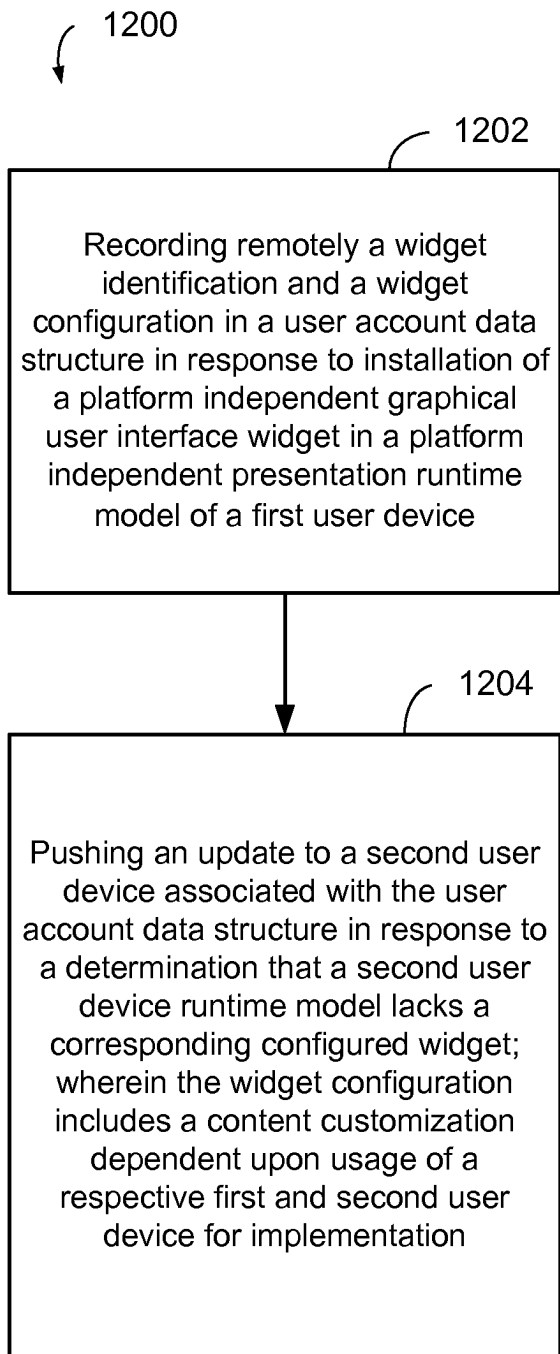 1200
1202
Recording remotely a widget
identification and a widget
configuration in a user account data
structure in response to installation of
a platform independent graphical
user interface widget in a platform
independent presentation runtime
model of a first user device
1204
Pushing an update to a second user
device associated with the user
account data structure in response to
a determination that a second user
device runtime model lacks a
corresponding configured widget;
wherein the widget configuration
includes a content customization
dependent upon usage of a
respective first and second user
device for implementation